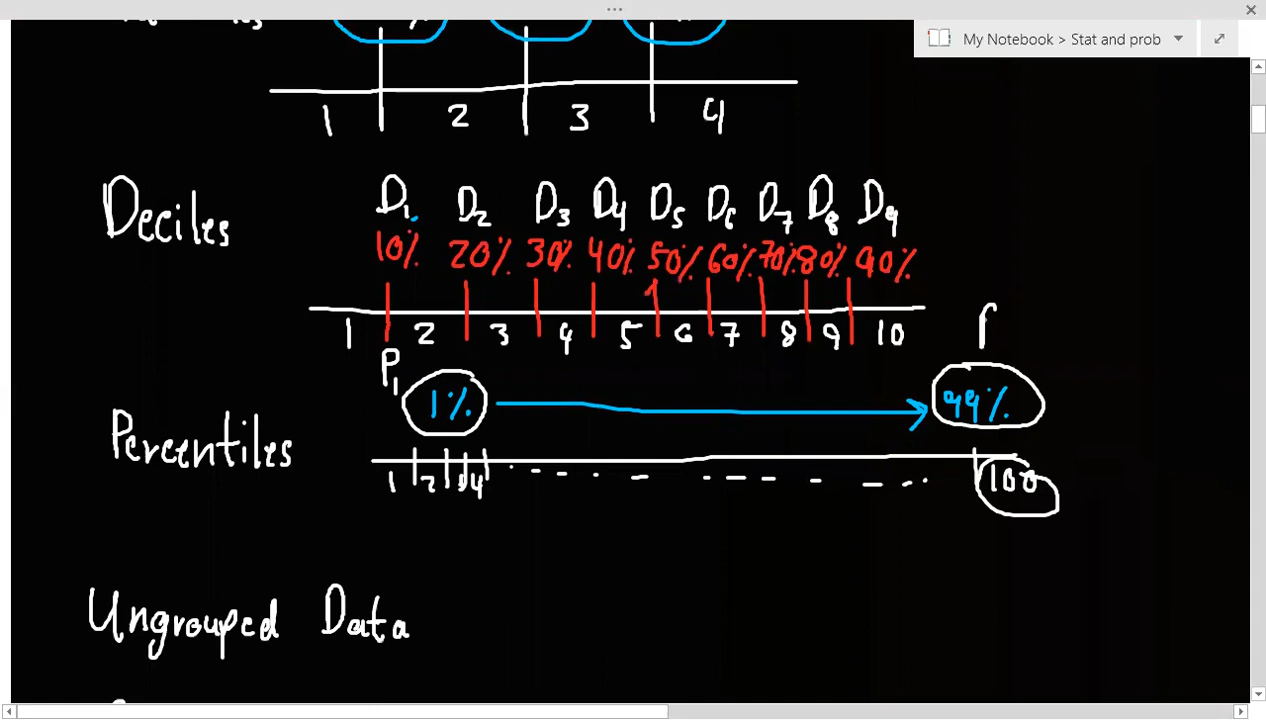 My Notebook > Stat and prob
1 2 3 4
Deciles
D1 D2 D3 D4 D5 D6 D7 D8 D9
10% 20% 30% 40% 50% 60% 70% 80% 90%
1 2 3 4 5 6 7 8 9 10
P1
1% 99%
Percentiles
1 2 3 4 100
Ungrouped Data